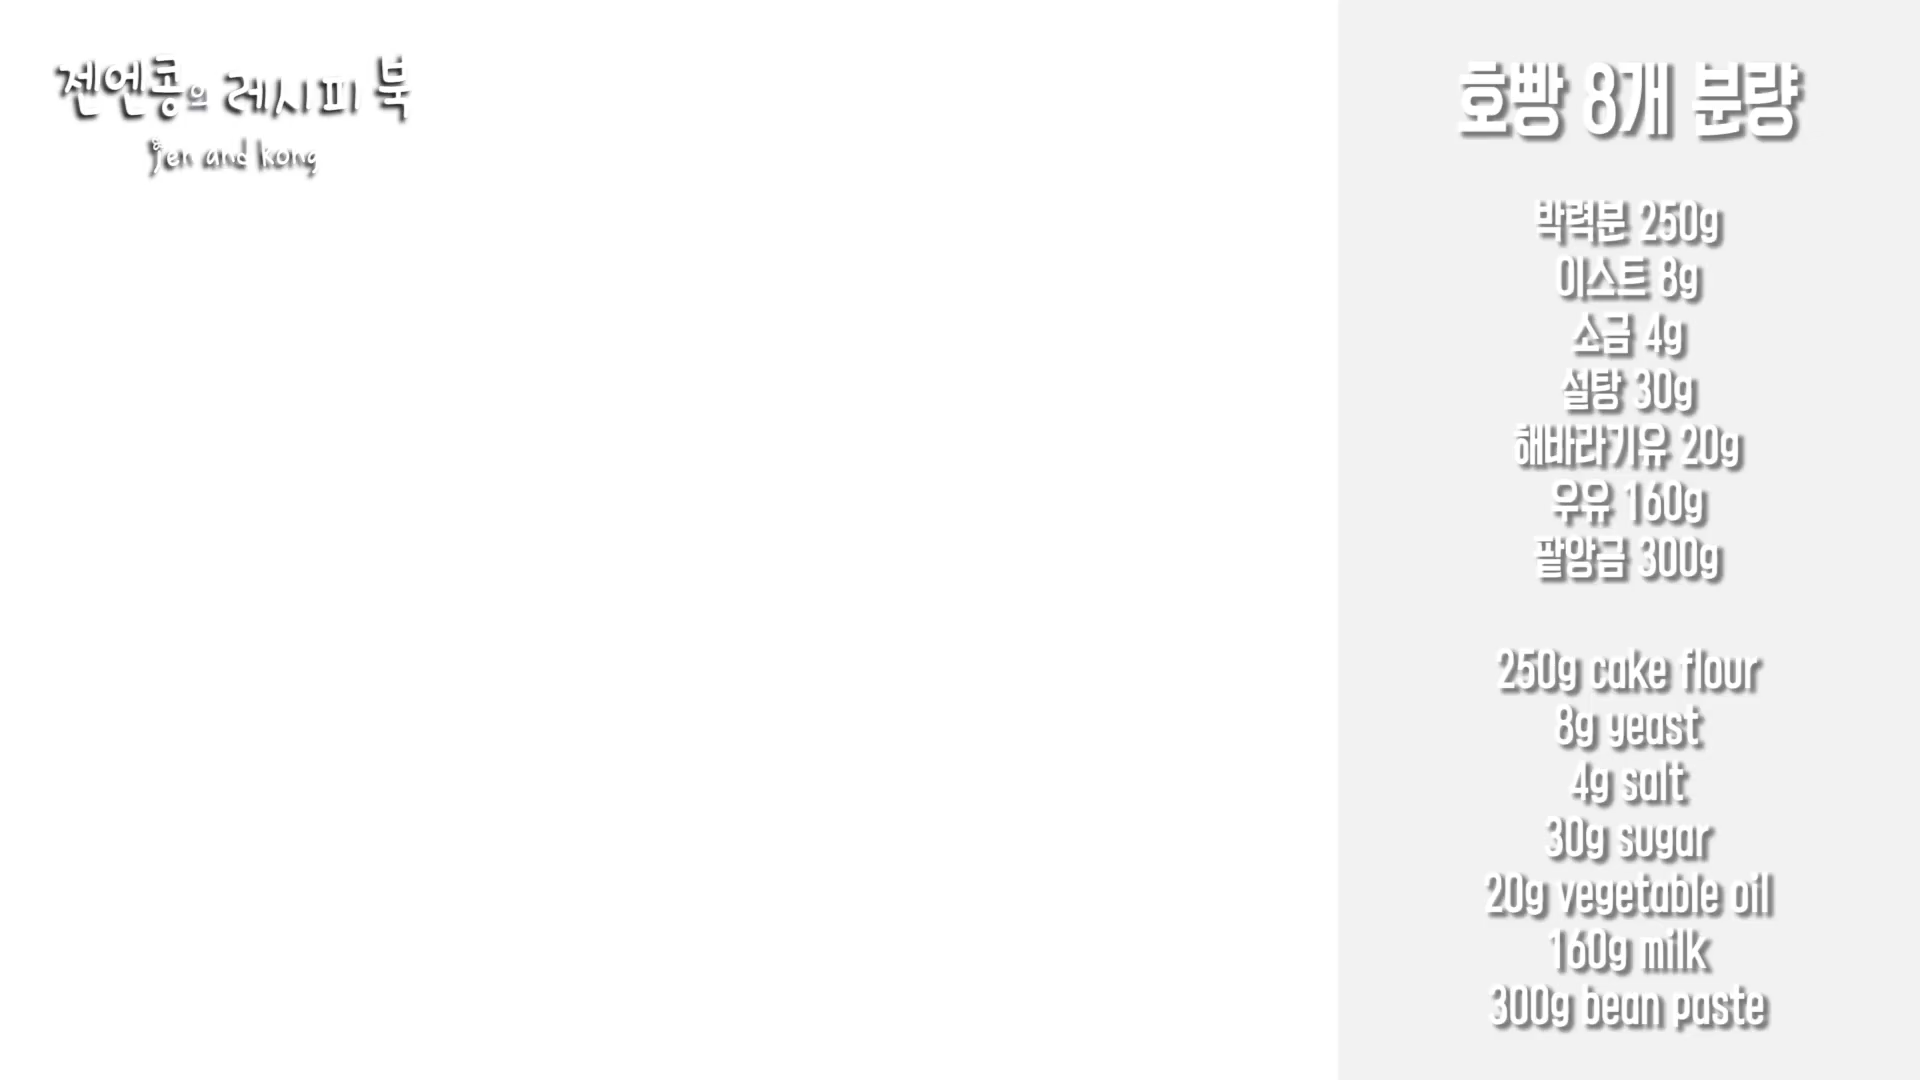 젠엔콩의 레시피 북
jen and kong
호빵 8개 분량
박력분 250g
이스트 8g
소금 4g
설탕 30g
해바라기유 20g
우유 160g
팥앙금 300g
250g cake flour
8g yeast
4g salt
30g sugar
20g vegetable oil
160g milk
300g bean paste